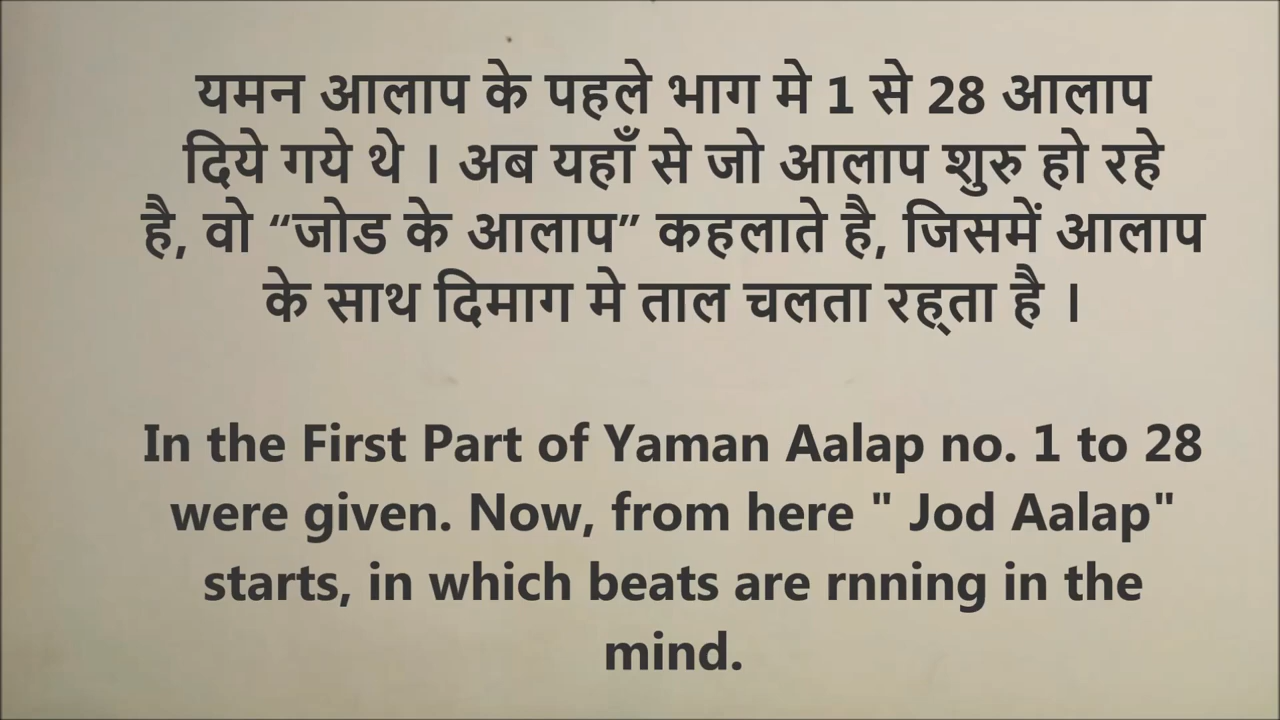 यमन आलाप के पहले भाग मे 1 से 28 आलाप
दिये गये थे । अब यहाँ से जो आलाप शुरु हो रहे
है, वो “जोड के आलाप” कहलाते है, जिसमें आलाप
के साथ दिमाग मे ताल चलता रह्ता है ।
In the First Part of Yaman Aalap no. 1 to 28
were given. Now, from here " Jod Aalap"
starts, in which beats are rnning in the
mind.